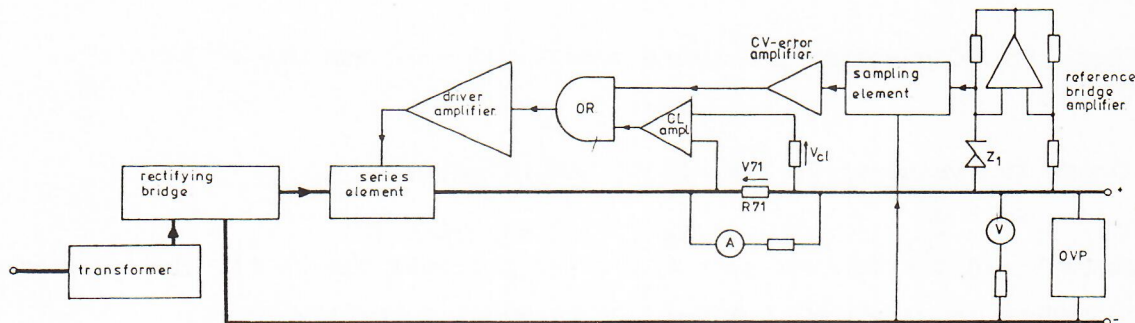 CV-error
amplifier
sampling
element
reference
bridge
amplifier
driver
amplifier
OR
CL
ampl
Vcl
Z1
V71
R71
rectifying
bridge
series
element
+
A
V
OVP
transformer
-